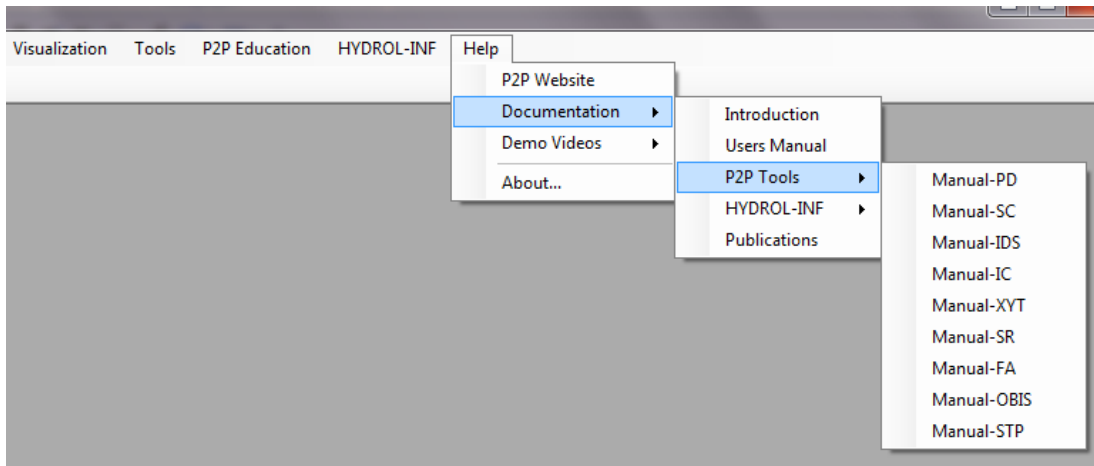 Visualization Tools P2P Education HYDROL-INF Help
P2P Website
Documentation
Demo Videos
About...
Introduction
Users Manual
P2P Tools
HYDROL-INF
Publications
Manual-PD
Manual-SC
Manual-IDS
Manual-IC
Manual-XYT
Manual-SR
Manual-FA
Manual-OBIS
Manual-STP